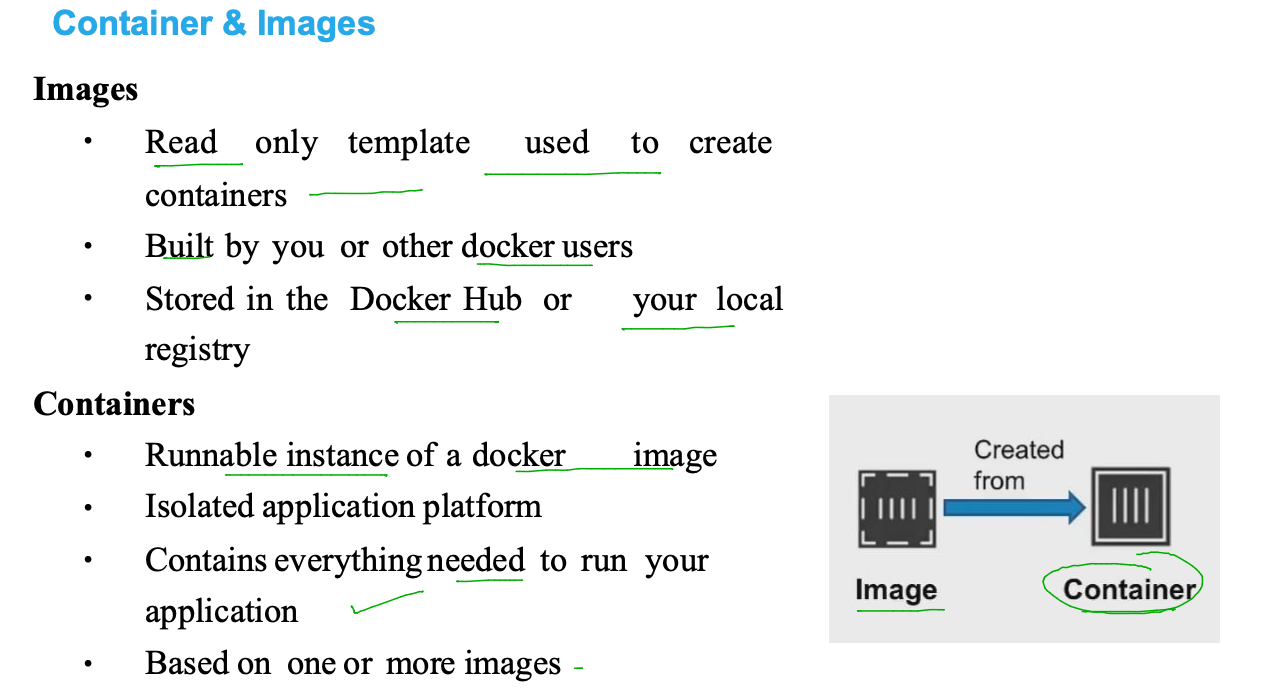 Container & Images
Images
• Read only template used to create
containers
• Built by you or other docker users
• Stored in the Docker Hub or your local
registry
Containers
• Runnable instance of a docker image
• Isolated application platform
• Contains everything needed to run your
application
• Based on one or more images
Created
from
Image
Container